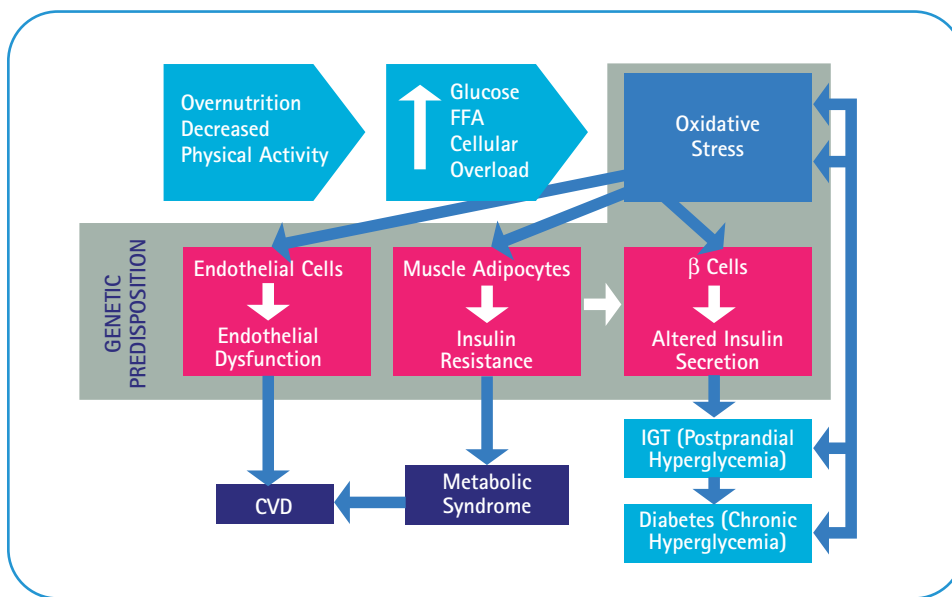 Overnutrition
Decreased
Physical Activity
Glucose
FFA
Cellular
Overload
Oxidative
Stress
GENETIC
PREDISPOSITION
Endothelial Cells
Endothelial
Dysfunction
Muscle Adipocytes
Insulin
Resistance
β Cells
Altered Insulin
Secretion
CVD
Metabolic
Syndrome
IGT (Postprandial
Hyperglycemia)
Diabetes (Chronic
Hyperglycemia)